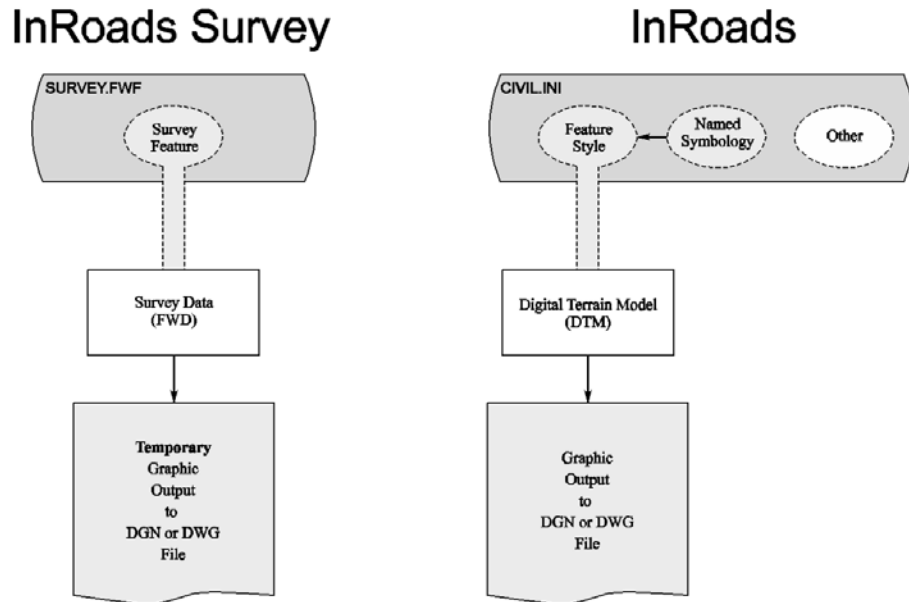 InRoads Survey
InRoads
SURVEY.FWF
Survey
Feature
CIVIL.INI
Feature
Style
Named
Symbology
Other
Survey Data
(FWD)
Digital Terrain Model
(DTM)
Temporary
Graphic
Output
to
DGN or DWG
File
Graphic
Output
to
DGN or DWG
File